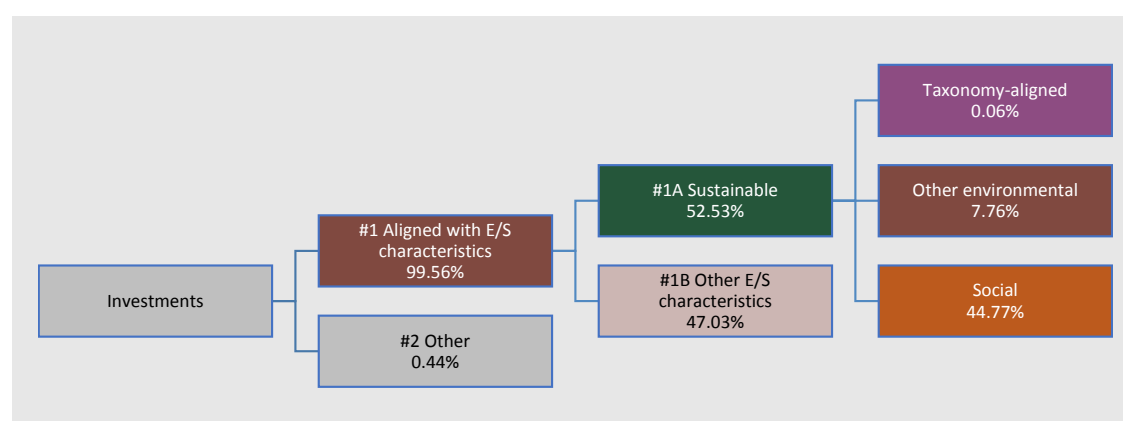 Investments
#1 Aligned with E/S
characteristics
99.56%
#2 Other
0.44%
#1A Sustainable
52.53%
#1B Other E/S
characteristics
47.03%
Taxonomy-aligned
0.06%
Other environmental
7.76%
Social
44.77%